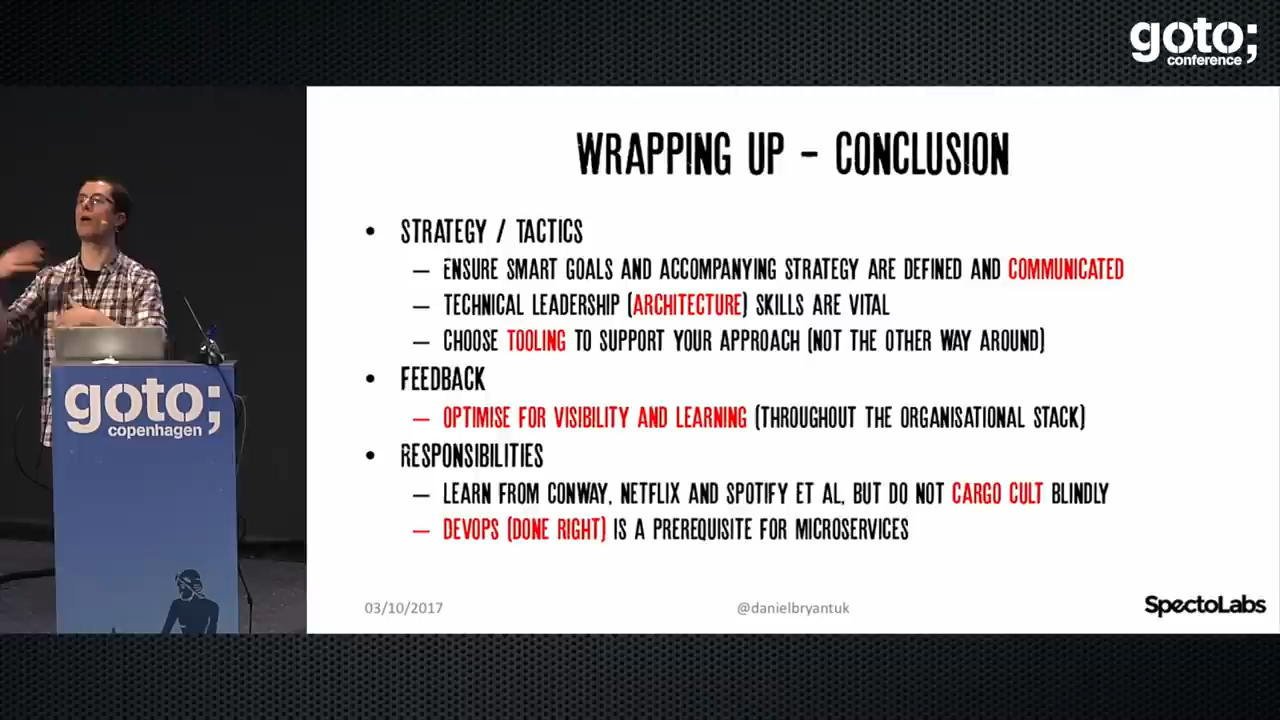 goto;
conference
WRAPPING UP – CONCLUSION
• STRATEGY / TACTICS
– ENSURE SMART GOALS AND ACCOMPANYING STRATEGY ARE DEFINED AND COMMUNICATED
– TECHNICAL LEADERSHIP (ARCHITECTURE) SKILLS ARE VITAL
– CHOOSE TOOLING TO SUPPORT YOUR APPROACH (NOT THE OTHER WAY AROUND)
• FEEDBACK
– OPTIMISE FOR VISIBILITY AND LEARNING (THROUGHOUT THE ORGANISATIONAL STACK)
• RESPONSIBILITIES
– LEARN FROM CONWAY, NETFLIX AND SPOTIFY ET AL, BUT DO NOT CARGO CULT BLINDLY
– DEVOPS (DONE RIGHT) IS A PREREQUISITE FOR MICROSERVICES
03/10/2017
@danielbryantuk
SpectoLabs
goto;
copenhagen